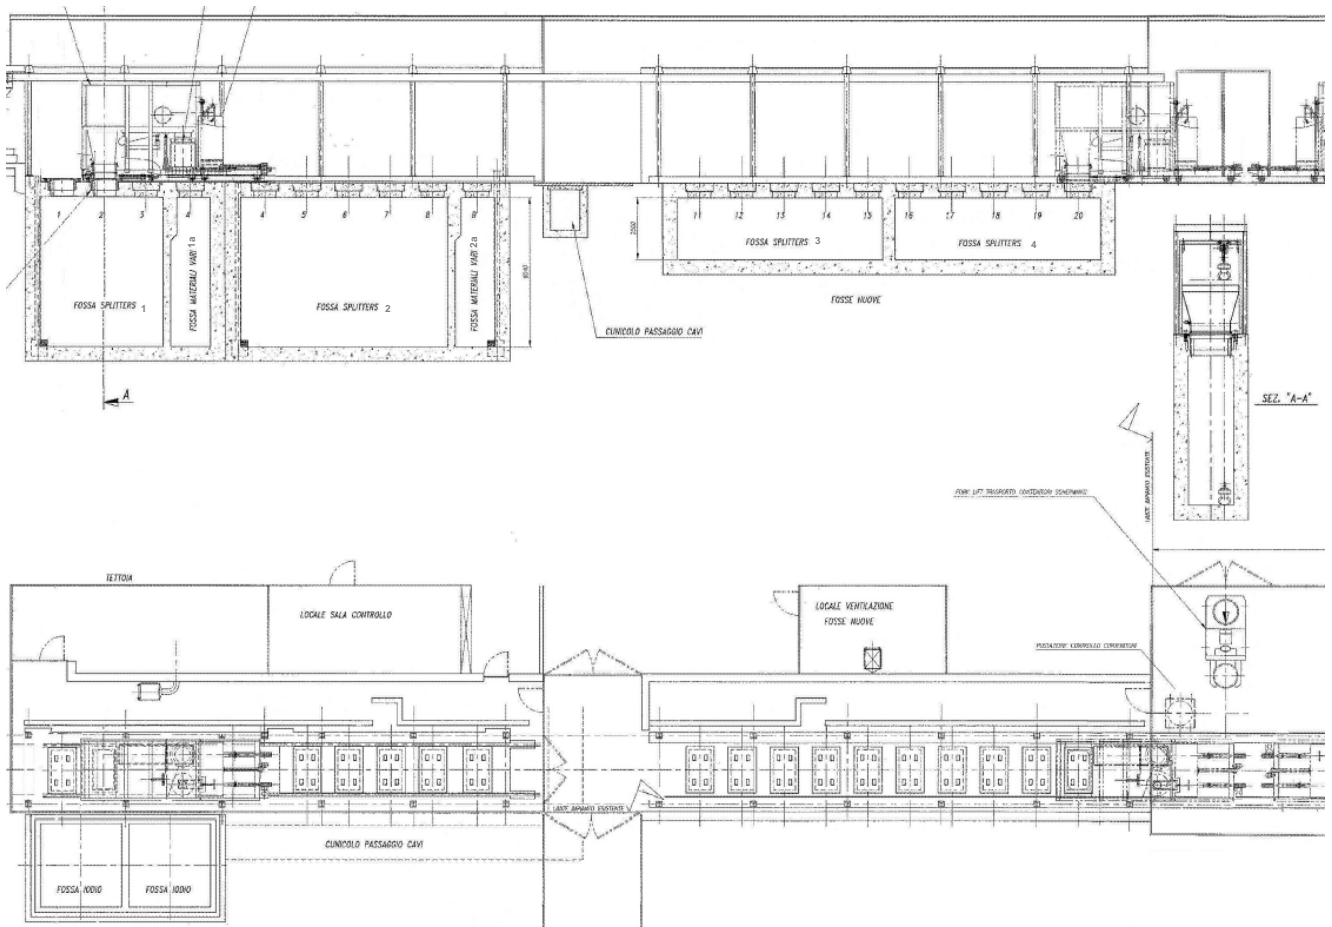 1 2 3 4 4 5 6 7 8 8
11 12 13 14 15 16 17 18 19 20
FOSSA SPLITTERS 1
FOSSA MATERIALI VARI 1a
FOSSA SPLITTERS 2
FOSSA MATERIALI VARI 2a
CUNICOLO PASSAGGIO CAVI
FOSSA SPLITTERS 3
FOSSA SPLITTERS 4
FOSSE NUOVE
A
SEZ. "A-A"
FORK LIFT TRASPORTO CONTENITORI SCHERMANTI
LIMITE IMPIANTO ESISTENTE
TETTOIA
LOCALE SALA CONTROLLO
LOCALE VENTILAZIONE
FOSSE NUOVE
POSTAZIONE CONTROLLO CONTENITORI
LIMITE IMPIANTO ESISTENTE
CUNICOLO PASSAGGIO CAVI
FOSSA IODIO
FOSSA IODIO